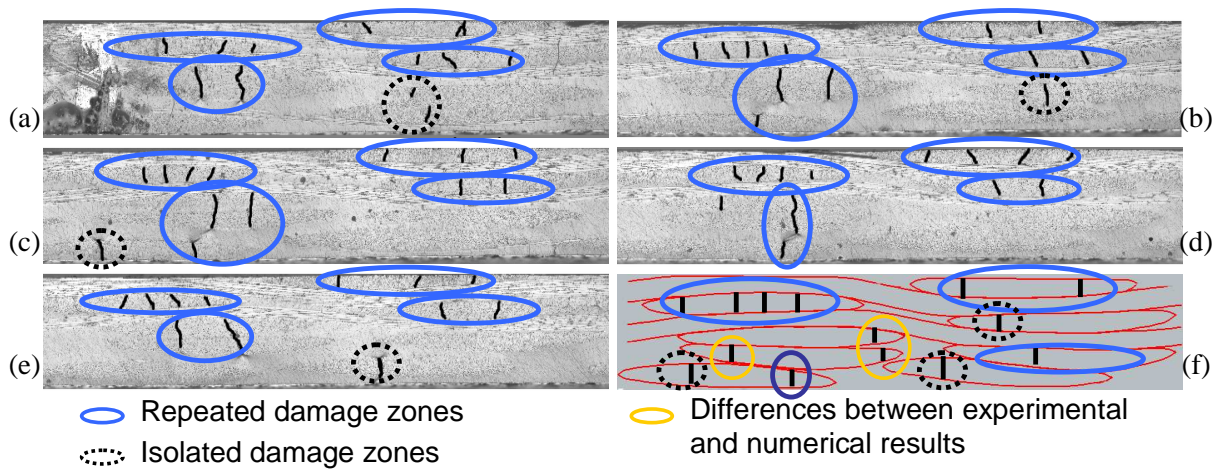 (a)
(b)
(c)
(d)
(e)
(f)
Repeated damage zones
Isolated damage zones
Differences between experimental
and numerical results